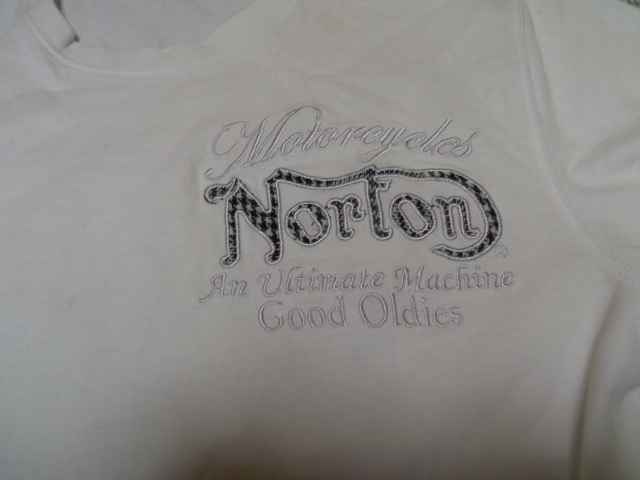 Motorcycles
Norton
An Ultimate Machine
Good Oldies